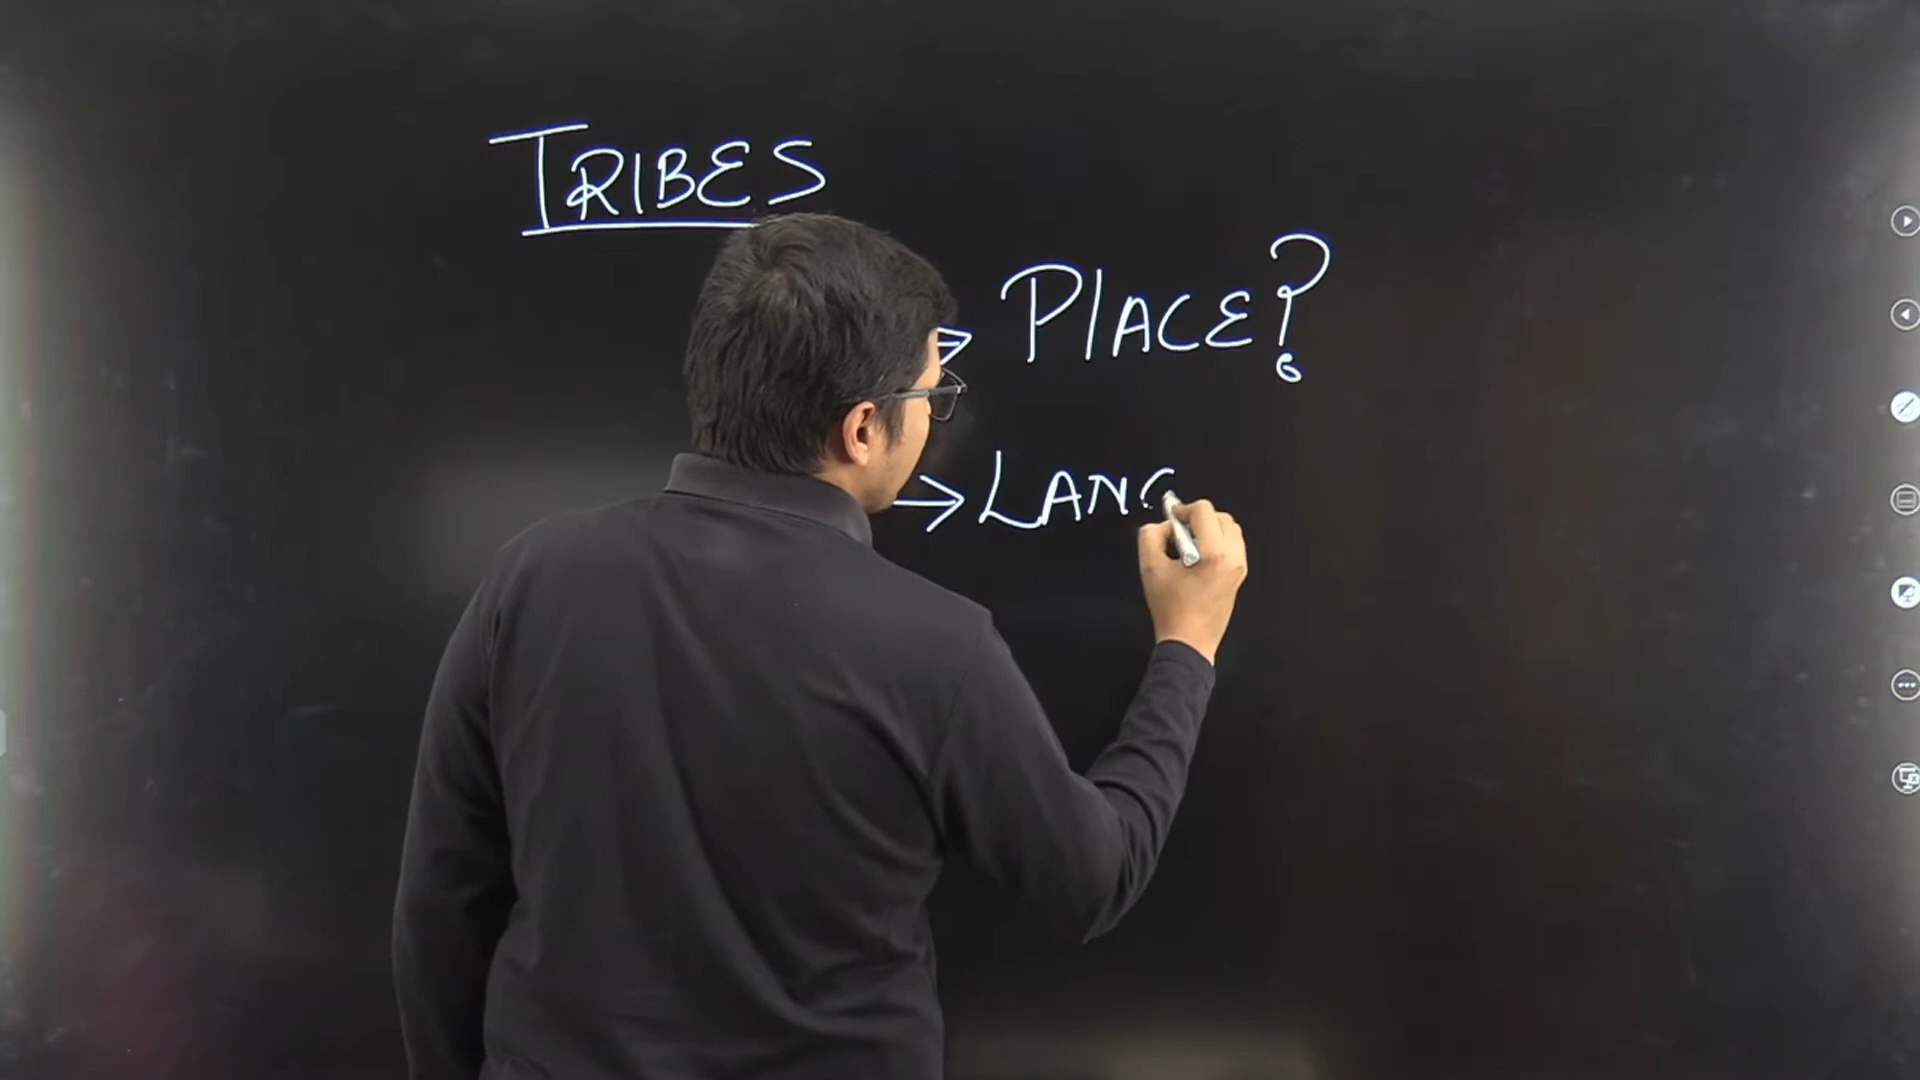 TRIBES
→ PLACE?
→ LANG